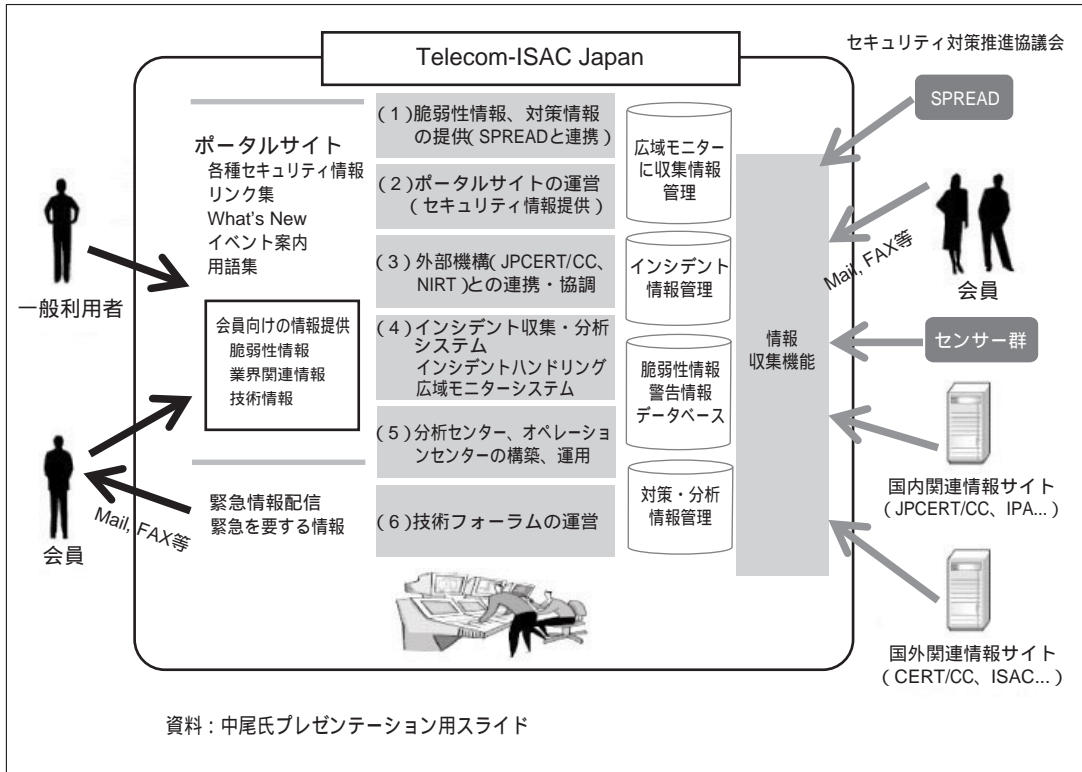 Telecom-ISAC Japan
セキュリティ対策推進協議会
SPREAD
ポータルサイト
各種セキュリティ情報
リンク集
What's New
イベント案内
用語集
一般利用者
会員向けの情報提供
脆弱性情報
業界関連情報
技術情報
会員
Mail, FAX等
緊急情報配信
緊急を要する情報
(1)脆弱性情報、対策情報
の提供(SPREADと連携)
(2)ポータルサイトの運営
(セキュリティ情報提供)
(3)外部機構(JPCERT/CC、
NIRT)との連携・協調
(4)インシデント収集・分析
システム
インシデントハンドリング
広域モニターシステム
(5)分析センター、オペレーション
センターの構築、運用
(6)技術フォーラムの運営
広域モニター
に収集情報
管理
インシデント
情報管理
脆弱性情報
警告情報
データベース
対策・分析
情報管理
情報
収集機能
Mail, FAX等
会員
センサー群
国内関連情報サイト
(JPCERT/CC、IPA...)
国外関連情報サイト
(CERT/CC、ISAC...)
資料:中尾氏プレゼンテーション用スライド